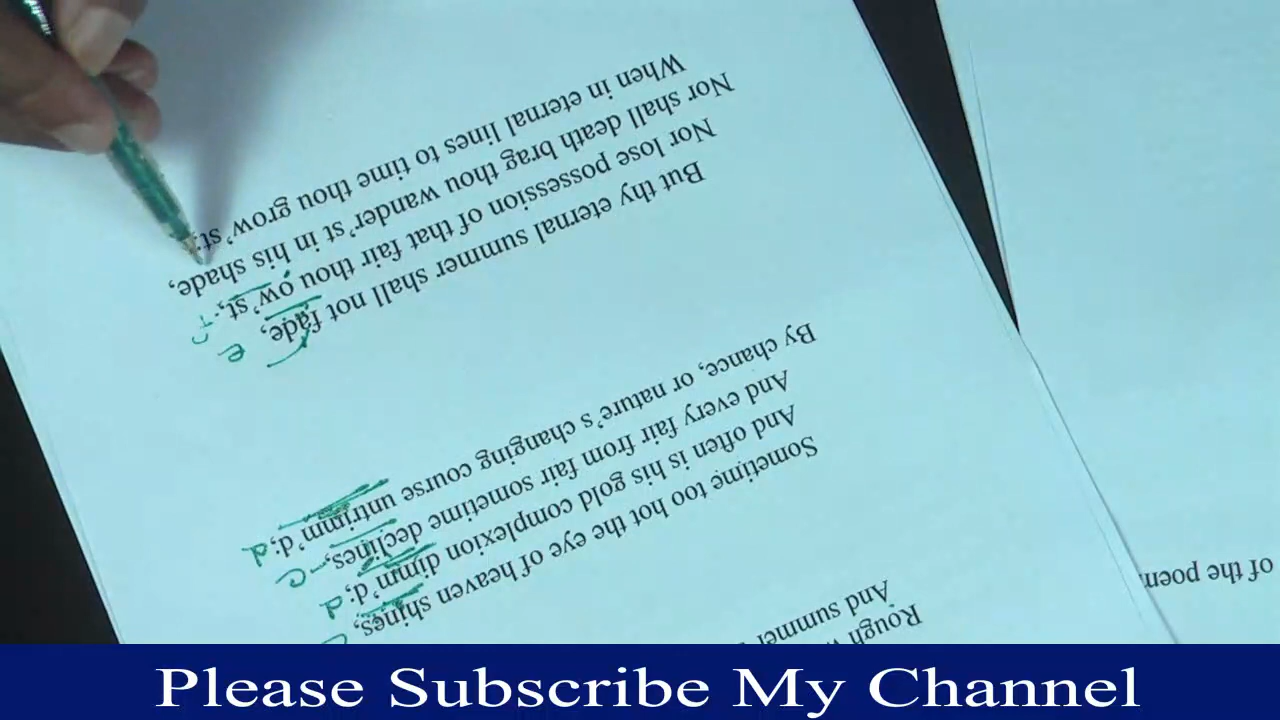 Rough
And summer
Sometime too hot the eye of heaven shines, c
And often is his gold complexion dimm'd; d
And every fair from fair sometime declines, c
By chance, or nature's changing course untrimm'd; d
But thy eternal summer shall not fade, e
Nor lose possession of that fair thou ow'st, f
Nor shall death brag thou wander'st in his shade,
When in eternal lines to time thou grow'st;
of the poem
Please Subscribe My Channel